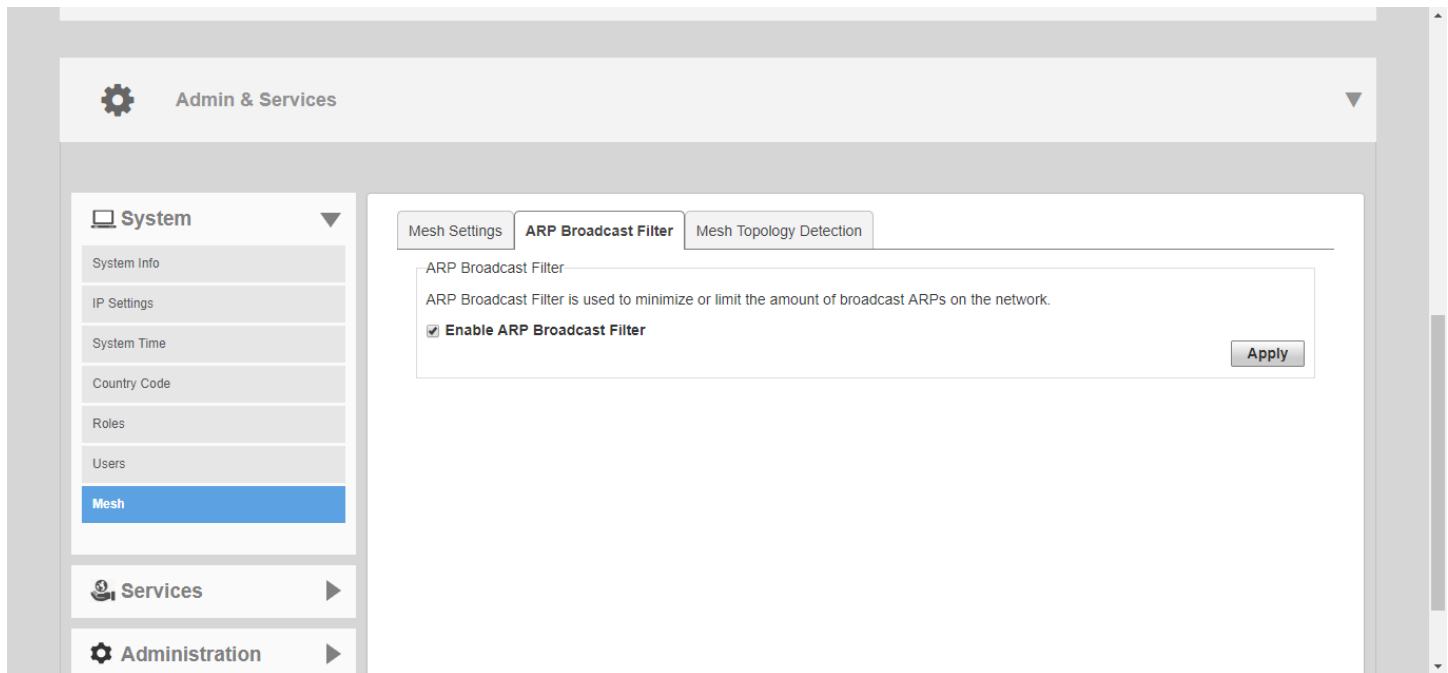 Admin & Services
System
System Info
IP Settings
System Time
Country Code
Roles
Users
Mesh
Services
Administration
Mesh Settings
ARP Broadcast Filter
Mesh Topology Detection
ARP Broadcast Filter
ARP Broadcast Filter is used to minimize or limit the amount of broadcast ARPs on the network.
Enable ARP Broadcast Filter
Apply